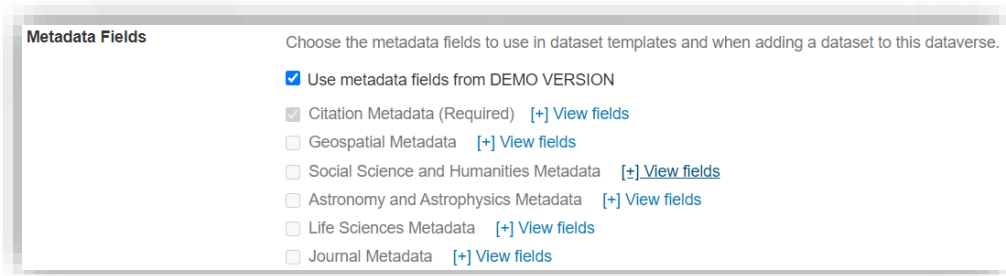 Metadata Fields
Choose the metadata fields to use in dataset templates and when adding a dataset to this dataverse.
Use metadata fields from DEMO VERSION
Citation Metadata (Required) [+] View fields
Geospatial Metadata [+] View fields
Social Science and Humanities Metadata [+] View fields
Astronomy and Astrophysics Metadata [+] View fields
Life Sciences Metadata [+] View fields
Journal Metadata [+] View fields